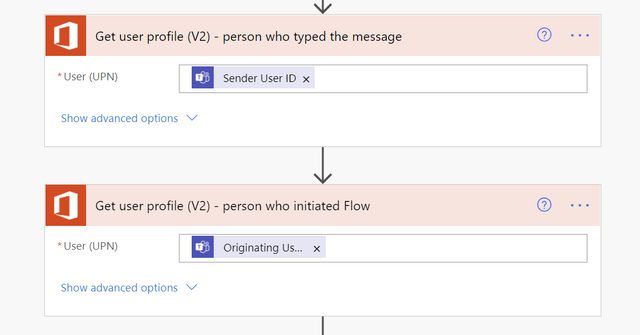 Get user profile (V2) - person who typed the message
* User (UPN)
Sender User ID ×
Show advanced options
Get user profile (V2) - person who initiated Flow
* User (UPN)
Originating Us... ×
Show advanced options